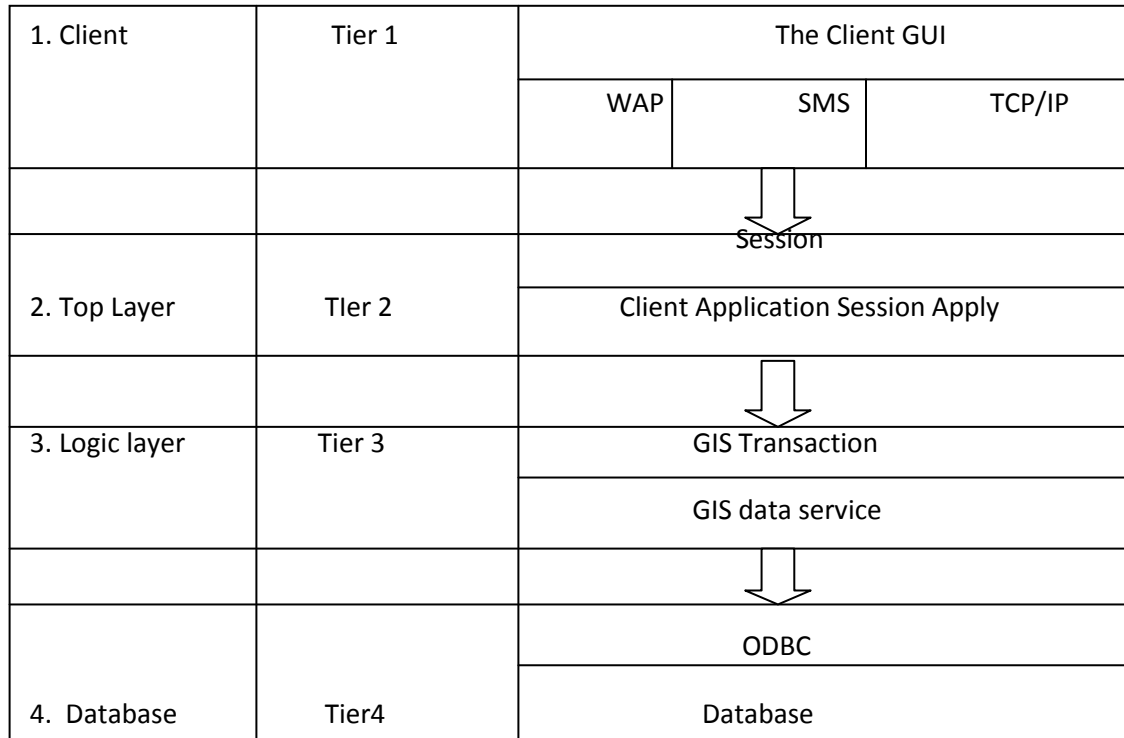 1. Client Tier 1 The Client GUI
WAP SMS TCP/IP
Session
2. Top Layer TIer 2 Client Application Session Apply
3. Logic layer Tier 3 GIS Transaction
GIS data service
ODBC
4. Database Tier4 Database